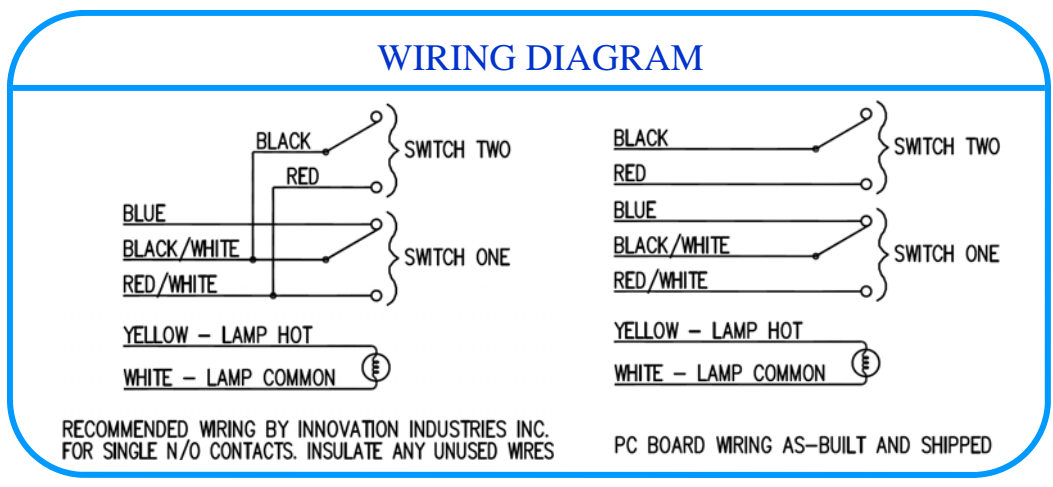 WIRING DIAGRAM
BLACK
SWITCH TWO
RED
BLUE
BLACK/WHITE
SWITCH ONE
RED/WHITE
YELLOW – LAMP HOT
WHITE – LAMP COMMON
RECOMMENDED WIRING BY INNOVATION INDUSTRIES INC.
FOR SINGLE N/O CONTACTS. INSULATE ANY UNUSED WIRES
BLACK
SWITCH TWO
RED
BLUE
BLACK/WHITE
SWITCH ONE
RED/WHITE
YELLOW – LAMP HOT
WHITE – LAMP COMMON
PC BOARD WIRING AS–BUILT AND SHIPPED